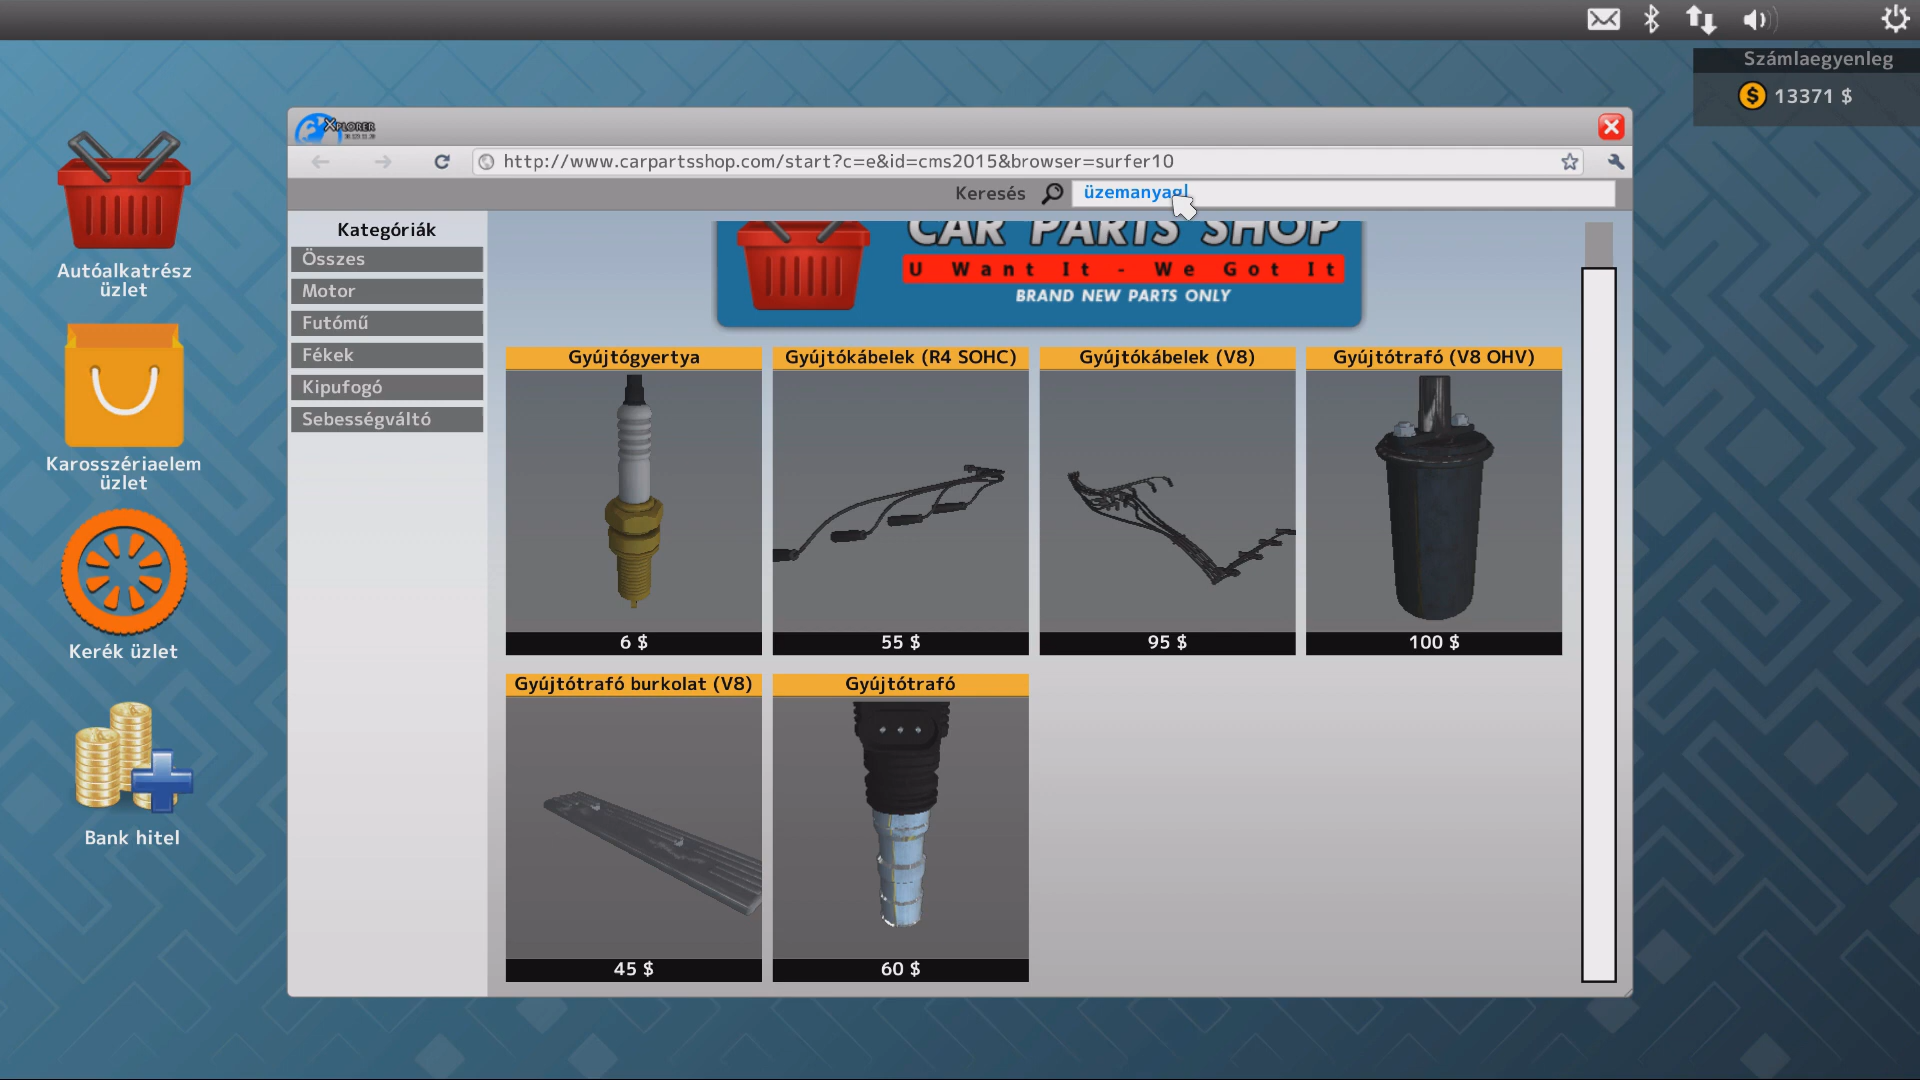 Számlaegyenleg
13371 $
XPLORER
http://www.carpartsshop.com/start?c=e&id=cms2015&browser=surfer10
Keresés
üzemanyag
Kategóriák
Összes
Motor
Futómű
Fékek
Kipufogó
Sebességváltó
CAR PARTS SHOP
U Want It - We Got It
BRAND NEW PARTS ONLY
Gyújtógyertya
6 $
Gyújtókábelek (R4 SOHC)
55 $
Gyújtókábelek (V8)
95 $
Gyújtótrafó (V8 OHV)
100 $
Gyújtótrafó burkolat (V8)
45 $
Gyújtótrafó
60 $
Autóalkatrész
üzlet
Karosszériaelem
üzlet
Kerék üzlet
Bank hitel